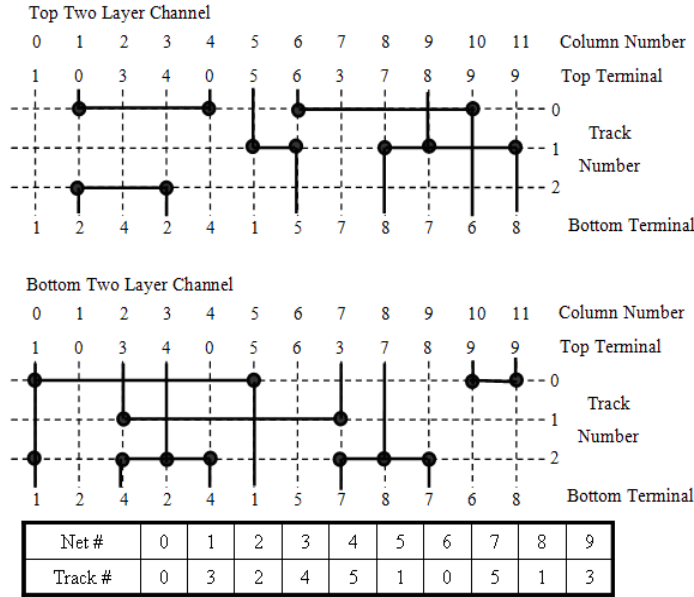 Top Two Layer Channel
0 1 2 3 4 5 6 7 8 9 10 11 Column Number
1 0 3 4 0 5 6 3 7 8 9 9 Top Terminal
0
1 Track
Number
2
1 2 4 2 4 1 5 7 8 7 6 8 Bottom Terminal
Bottom Two Layer Channel
0 1 2 3 4 5 6 7 8 9 10 11 Column Number
1 0 3 4 0 5 6 3 7 8 9 9 Top Terminal
0
Track
1
Number
2
1 2 4 2 4 1 5 7 8 7 6 8 Bottom Terminal
Net # 0 1 2 3 4 5 6 7 8 9
Track # 0 3 2 4 5 1 0 5 1 3